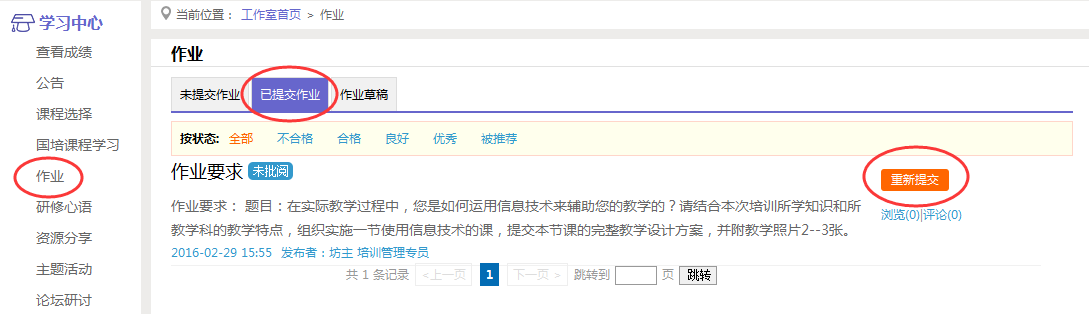 学习中心
查看成绩
公告
课程选择
国培课程学习
作业
研修心语
资源分享
主题活动
论坛研讨
当前位置： 工作室首页 > 作业
作业
未提交作业 已提交作业 作业草稿
按状态: 全部 不合格 合格 良好 优秀 被推荐
作业要求 未批阅
重新提交
作业要求： 题目：在实际教学过程中，您是如何运用信息技术来辅助您的教学的？请结合本次培训所学知识和所
教学科的教学特点，组织实施一节使用信息技术的课，提交本节课的完整教学设计方案，并附教学照片2--3张。
浏览(0)|评论(0)
2016-02-29 15:55 发布者：坊主 培训管理专员
共 1 条记录 <上一页 1 下一页 > 跳转到 页 跳转